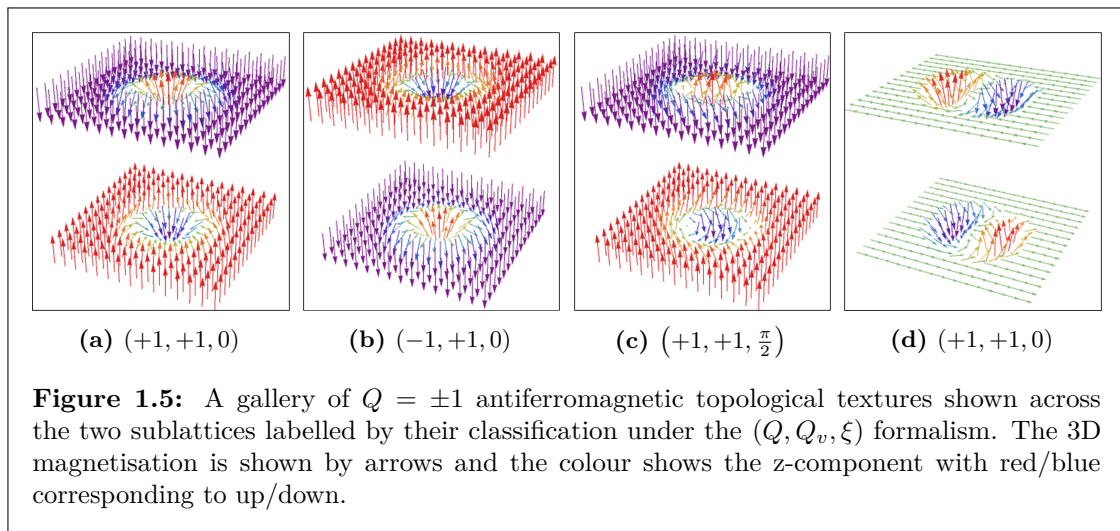 (a) (+1, +1, 0)
(b) (−1, +1, 0)
(c) (+1, +1, π/2)
(d) (+1, +1, 0)
Figure 1.5: A gallery of Q = ±1 antiferromagnetic topological textures shown across
the two sublattices labelled by their classification under the (Q, Qᵥ, ξ) formalism. The 3D
magnetisation is shown by arrows and the colour shows the z-component with red/blue
corresponding to up/down.